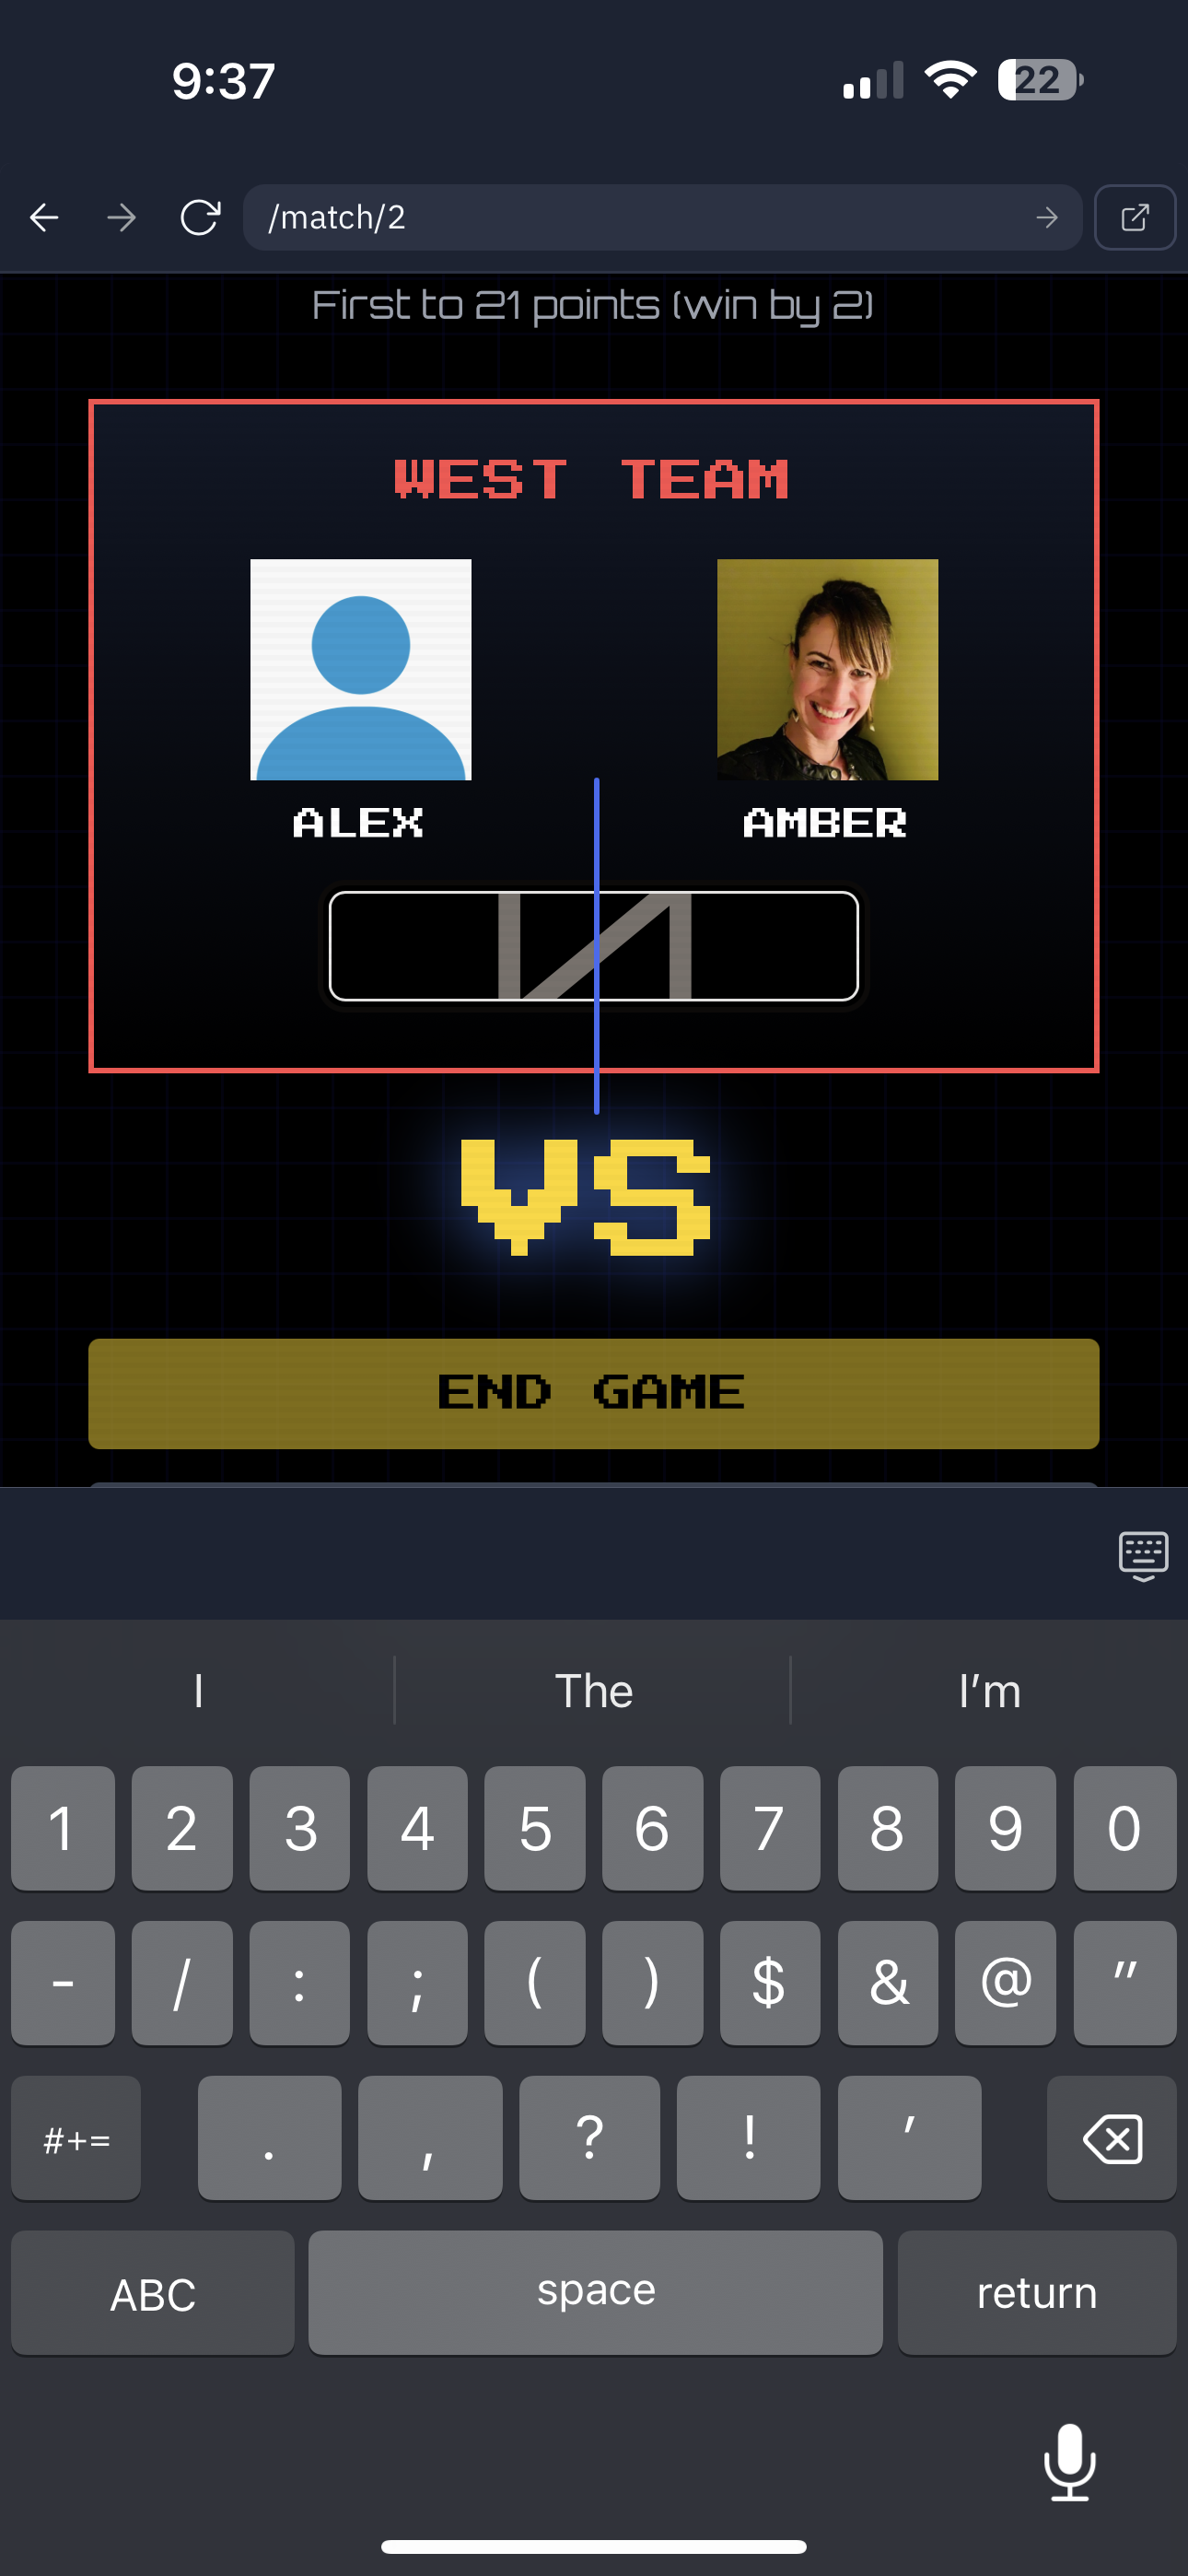 9:37
22
/match/2
First to 21 points (win by 2)
WEST TEAM
ALEX
AMBER
0
VS
END GAME
I
The
I'm
1 2 3 4 5 6 7 8 9 0
- / : ; ( ) $ & @ "
#+= . , ? ! '
ABC
space
return